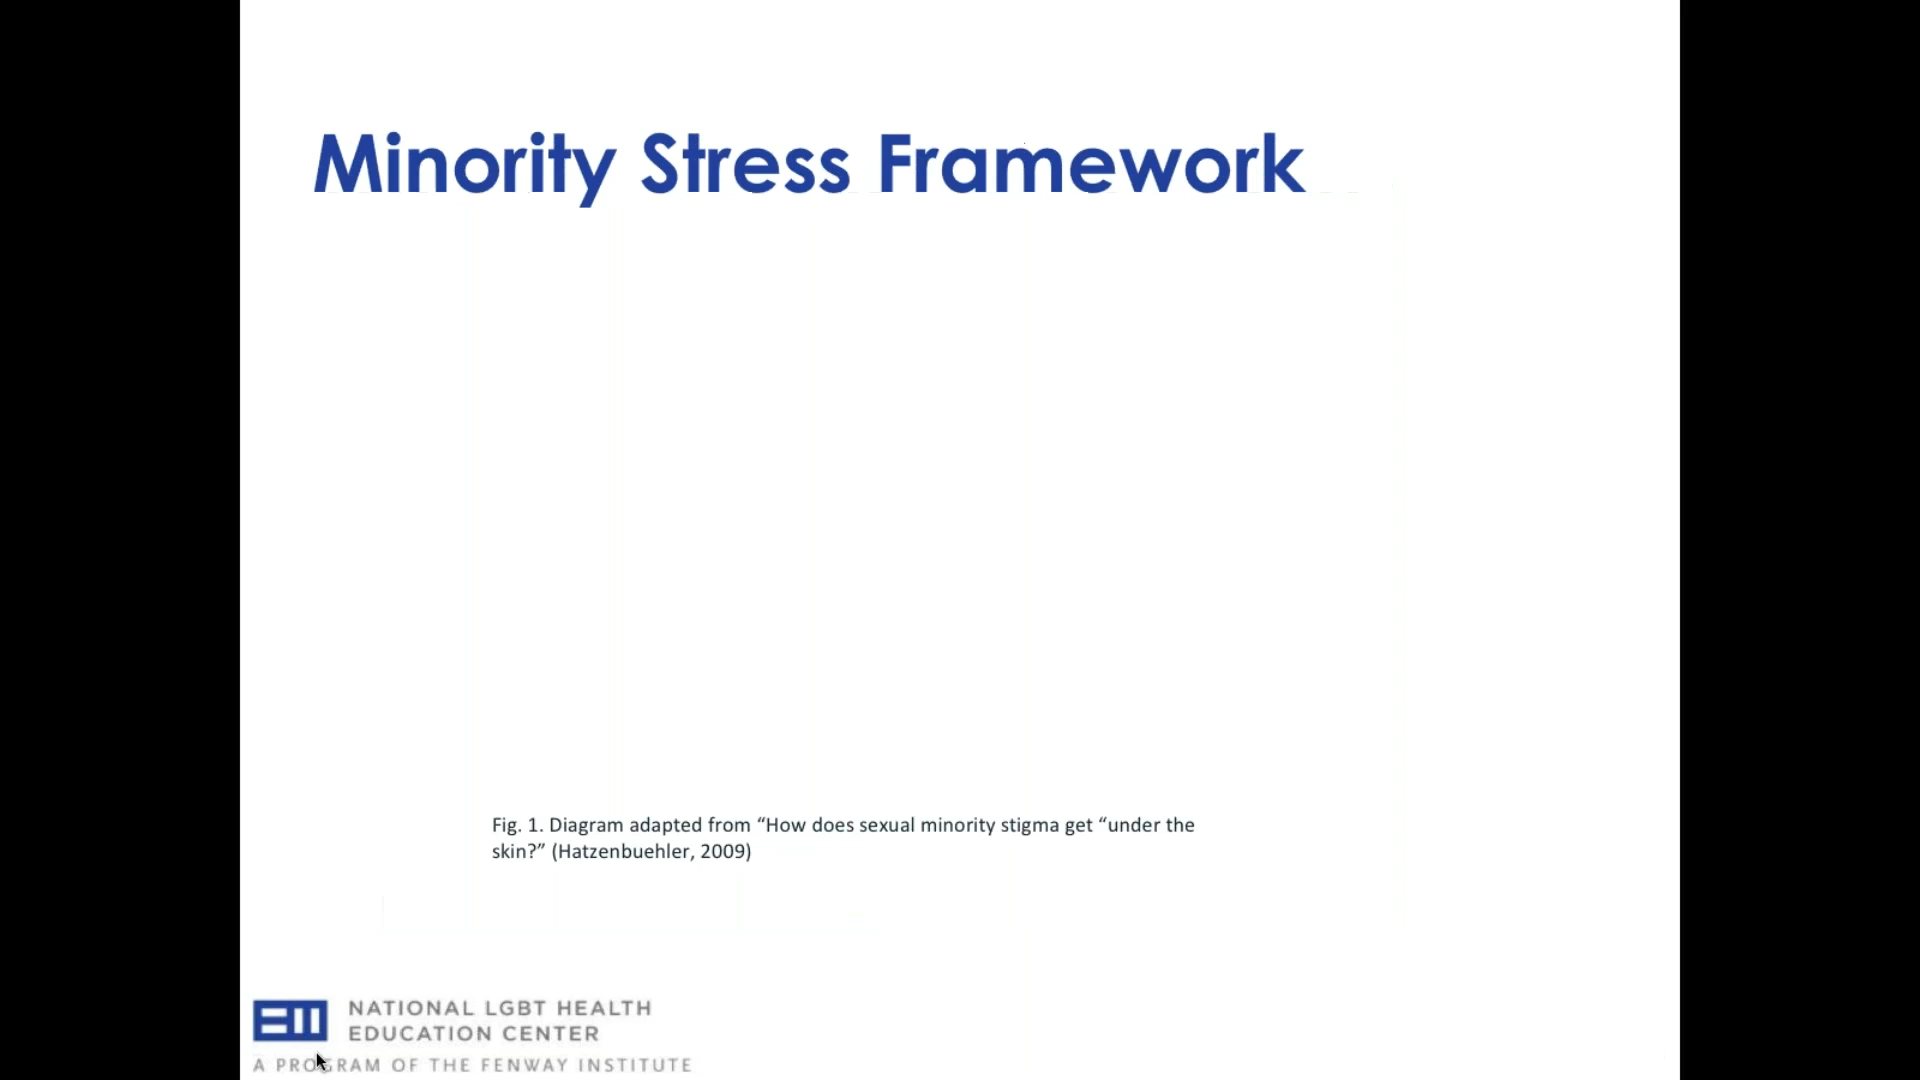 Minority Stress Framework
Fig. 1. Diagram adapted from “How does sexual minority stigma get “under the
skin?” (Hatzenbuehler, 2009)
NATIONAL LGBT HEALTH
EDUCATION CENTER
A PROGRAM OF THE FENWAY INSTITUTE